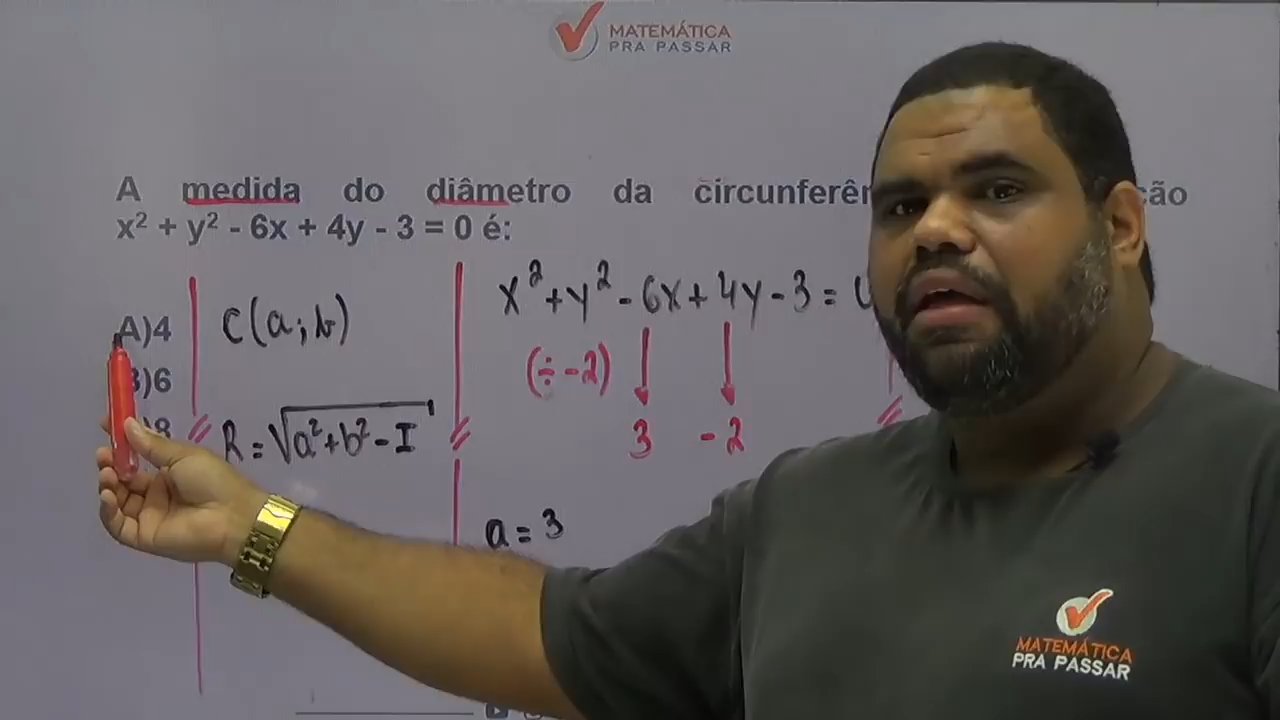 MATEMÁTICA
PRA PASSAR
A medida do diâmetro da
x² + y² - 6x + 4y - 3 = 0 é:
A)4
)6
)8
C(a;b)
R = √a²+b²-I
x²+y²-6x+4y-3=
(÷-2)
3 -2
a = 3
MATEMÁTICA
PRA PASSAR